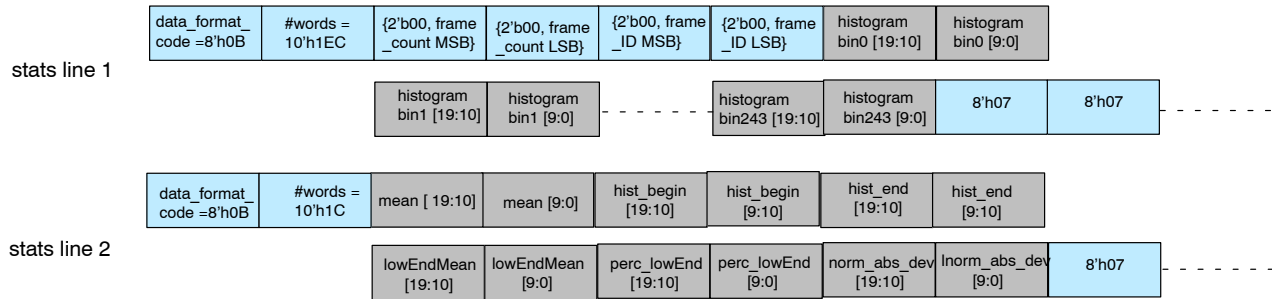 data_format_
code =8'h0B
#words =
10'h1EC
{2'b00, frame
_count MSB}
{2'b00, frame
_count LSB}
{2'b00, frame
_ID MSB}
{2'b00, frame
_ID LSB}
histogram
bin0 [19:10]
histogram
bin0 [9:0]
stats line 1
histogram
bin1 [19:10]
histogram
bin1 [9:0]
histogram
bin243 [19:10]
histogram
bin243 [9:0]
8'h07
8'h07
data_format_
code =8'h0B
#words =
10'h1C
mean [ 19:10]
mean [9:0]
hist_begin
[19:10]
hist_begin
[9:10]
hist_end
[19:10]
hist_end
[9:10]
stats line 2
lowEndMean
[19:10]
lowEndMean
[9:0]
perc_lowEnd
[19:10]
perc_lowEnd
[9:0]
norm_abs_dev
[19:10]
lnorm_abs_dev
[9:0]
8'h07